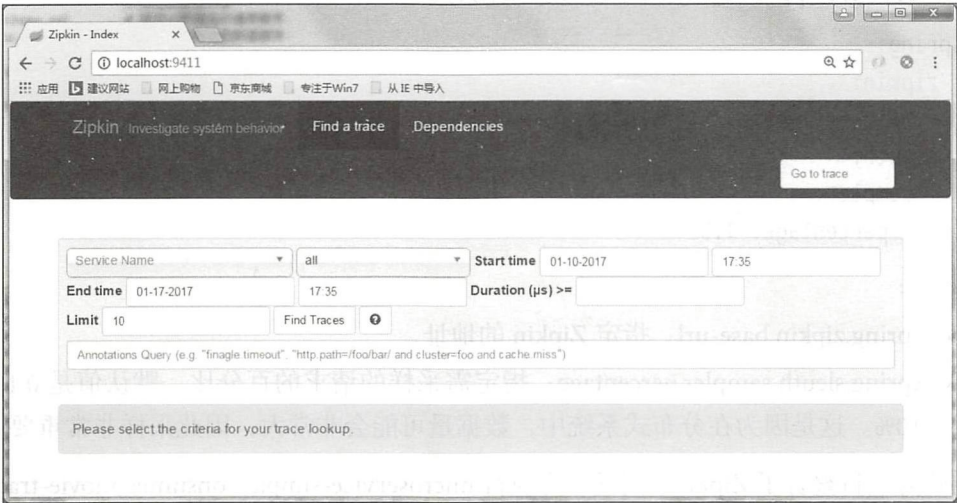 Zipkin - Index
localhost:9411
应用 建议网站 网上购物 京东商城 专注于Win7 从 IE 中导入
Zipkin Investigate system behavior Find a trace Dependencies
Go to trace
Service Name all Start time 01-10-2017 17:35
End time 01-17-2017 17:35 Duration (μs) >=
Limit 10 Find Traces
Annotations Query (e.g. "finagle timeout", "http.path=/foo/bar/ and cluster=foo and cache.miss")
Please select the criteria for your trace lookup.